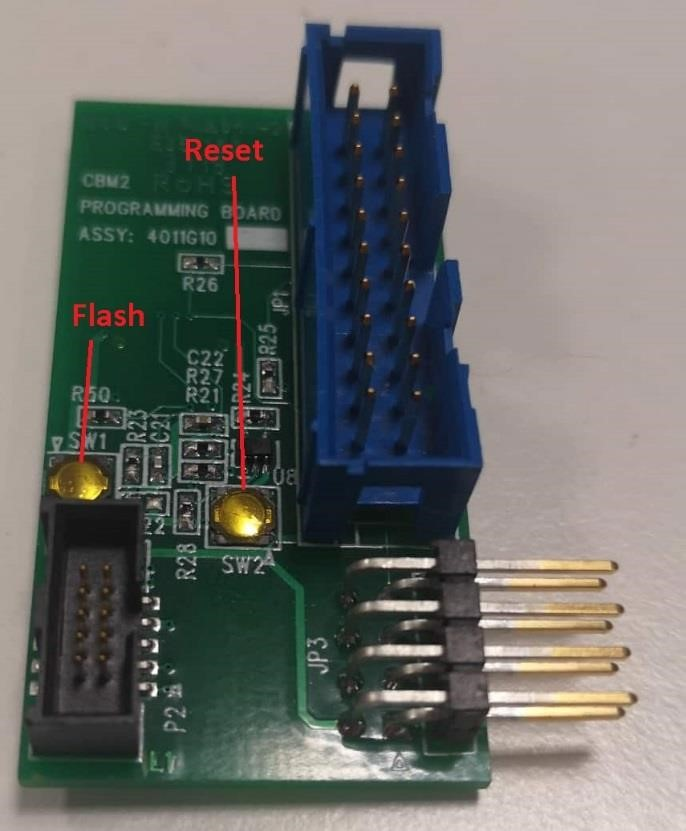 Reset
RoHS
CBM2
PROGRAMMING BOARD
ASSY: 4011G10
R26
JP1
Flash
R25
C22
R27
R21
R24
R50
R23
C21
SW1
U8
R28
SW2
JP3
P2